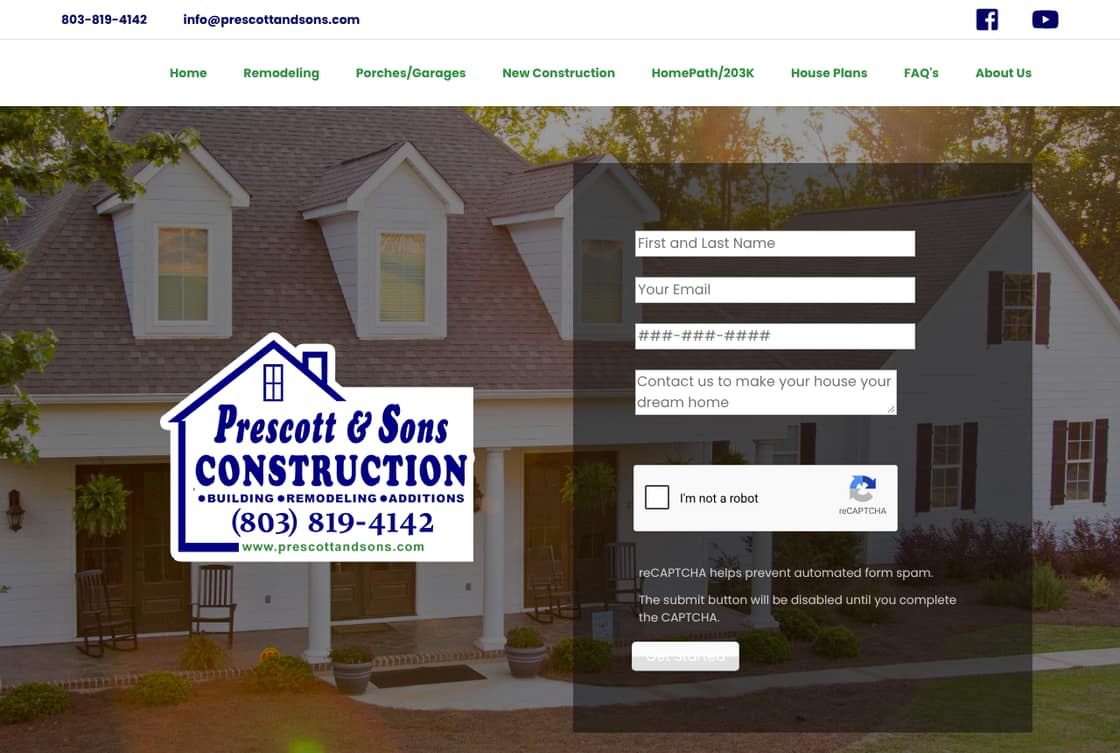 803-819-4142 info@prescottandsons.com
Home Remodeling Porches/Garages New Construction HomePath/203K House Plans FAQ's About Us
First and Last Name
Your Email
###-###-####
Contact us to make your house your
dream home
Prescott & Sons
CONSTRUCTION
•BUILDING •REMODELING •ADDITIONS
(803) 819-4142
www.prescottandsons.com
I'm not a robot
reCAPTCHA
reCAPTCHA helps prevent automated form spam.
The submit button will be disabled until you complete
the CAPTCHA.
Get Started